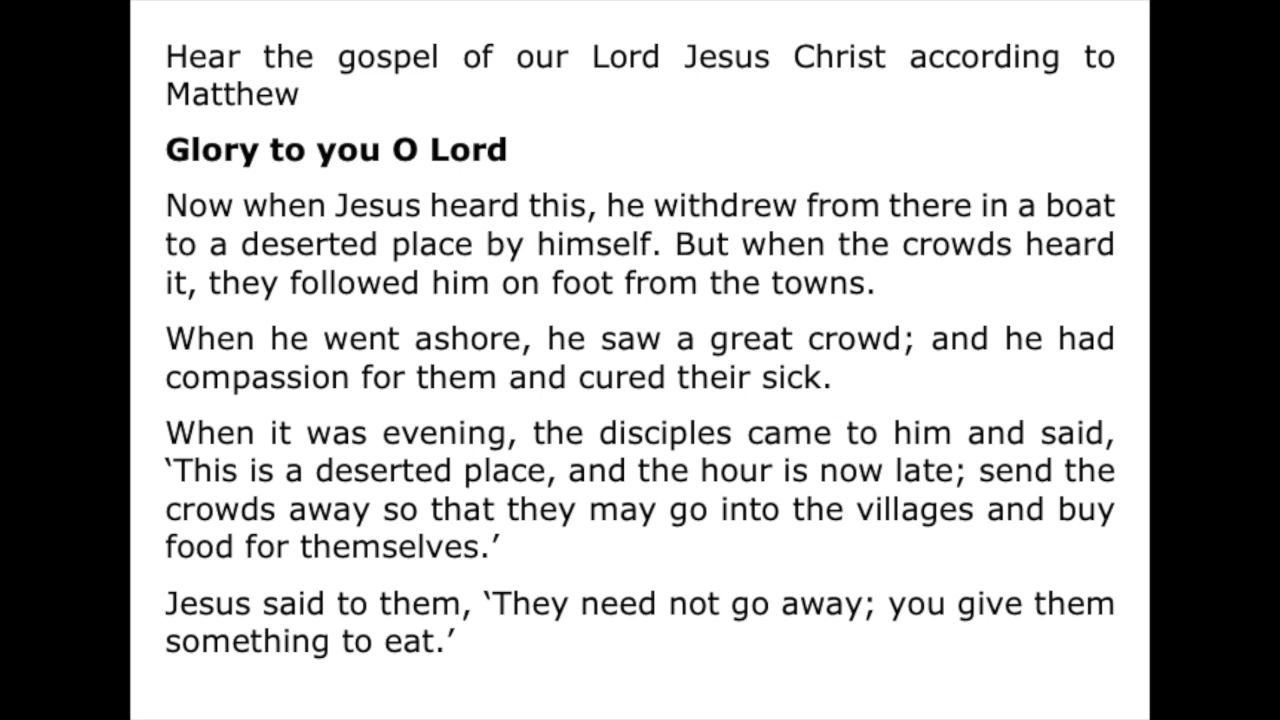 Hear the gospel of our Lord Jesus Christ according to
Matthew
Glory to you O Lord
Now when Jesus heard this, he withdrew from there in a boat
to a deserted place by himself. But when the crowds heard
it, they followed him on foot from the towns.
When he went ashore, he saw a great crowd; and he had
compassion for them and cured their sick.
When it was evening, the disciples came to him and said,
‘This is a deserted place, and the hour is now late; send the
crowds away so that they may go into the villages and buy
food for themselves.’
Jesus said to them, ‘They need not go away; you give them
something to eat.’